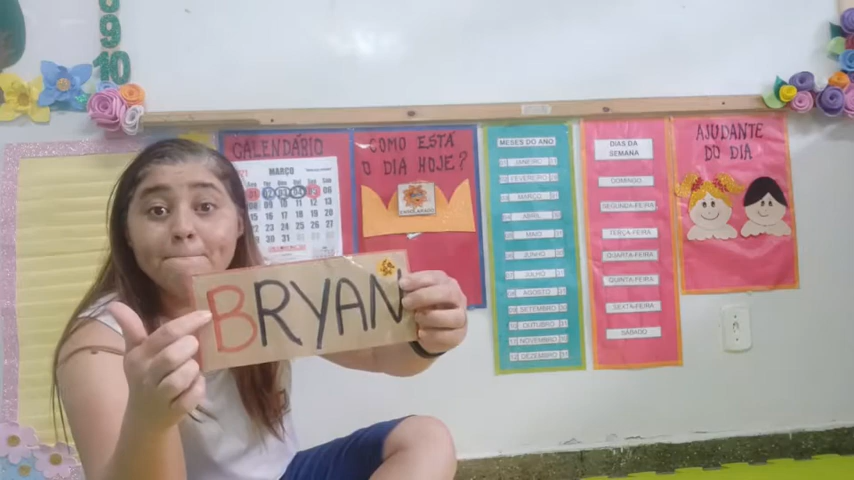 8
9
10
CALENDÁRIO
MARÇO
COMO ESTÁ
O DIA HOJE?
ENSOLARADO
MESES DO ANO
JANEIRO
FEVEREIRO
MARÇO
ABRIL
MAIO
JUNHO
JULHO
AGOSTO
SETEMBRO
OUTUBRO
NOVEMBRO
DEZEMBRO
DIAS DA
SEMANA
DOMINGO
SEGUNDA-FEIRA
TERÇA-FEIRA
QUARTA-FEIRA
QUINTA-FEIRA
SEXTA-FEIRA
SÁBADO
AJUDANTE
DO DIA
BRYAN